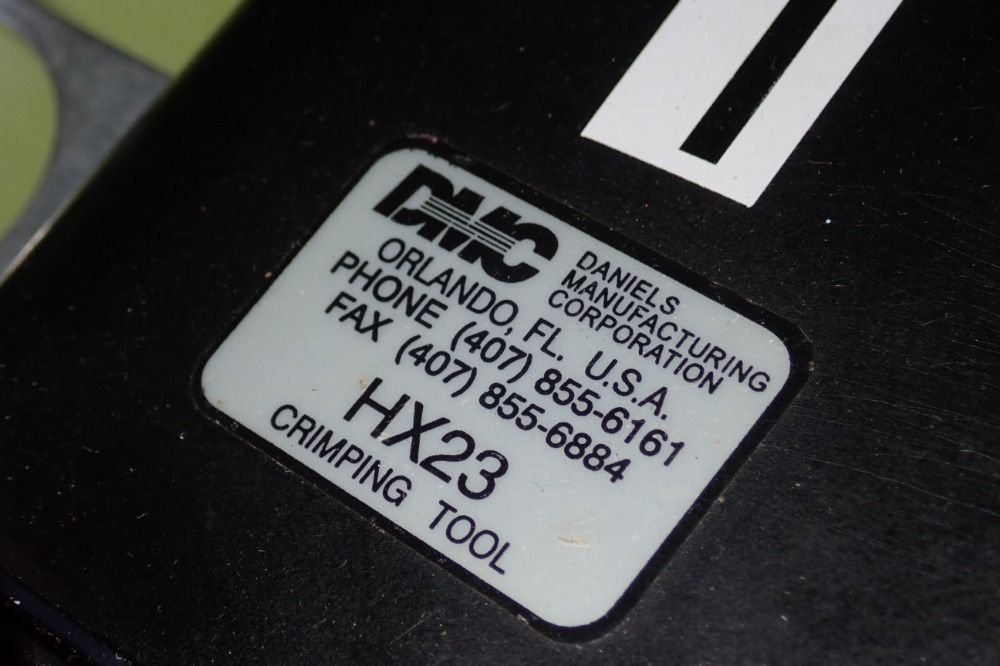 DMC
DANIELS
MANUFACTURING
CORPORATION
ORLANDO, FL. U.S.A.
PHONE (407) 855-6161
FAX (407) 855-6884
HX23
CRIMPING TOOL